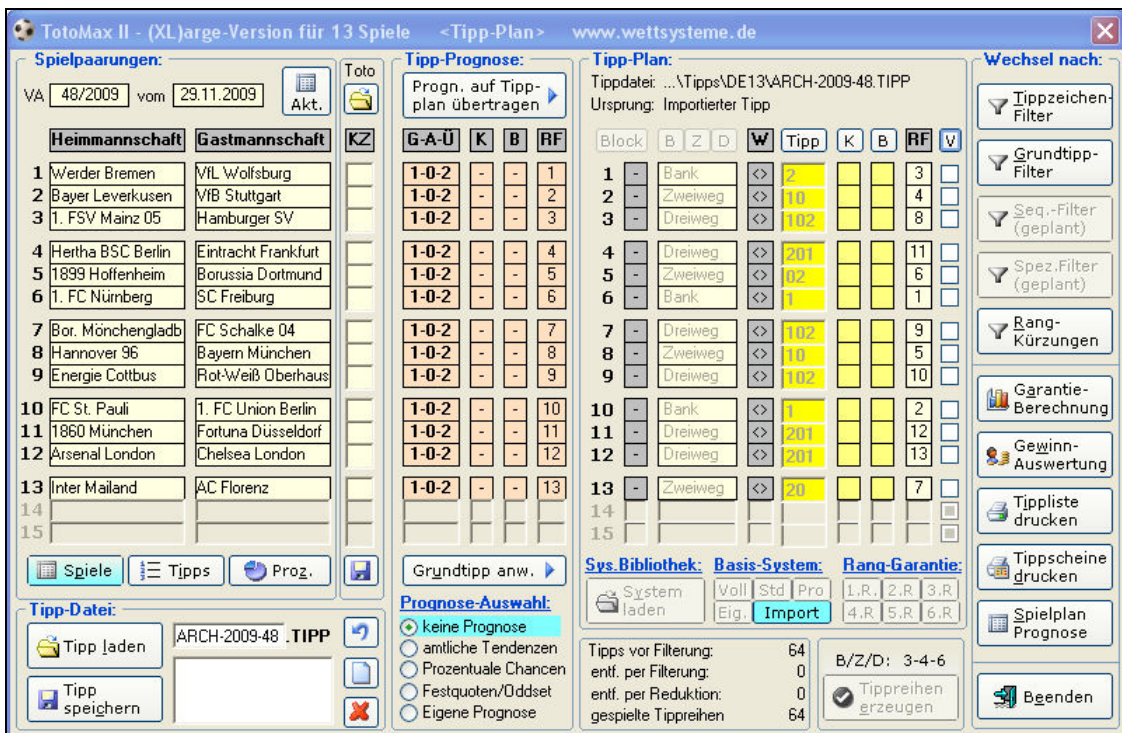 TotoMax II - (XL)arge-Version für 13 Spiele <Tipp-Plan> www.wettsysteme.de
Spielpaarungen:
VA 48/2009 vom 29.11.2009 Akt.
Toto
Heimmannschaft Gastmannschaft KZ
1 Werder Bremen VfL Wolfsburg
2 Bayer Leverkusen VfB Stuttgart
3 1. FSV Mainz 05 Hamburger SV
4 Hertha BSC Berlin Eintracht Frankfurt
5 1899 Hoffenheim Borussia Dortmund
6 1. FC Nürnberg SC Freiburg
7 Bor. Mönchengladb FC Schalke 04
8 Hannover 96 Bayern München
9 Energie Cottbus Rot-Weiß Oberhaus
10 FC St. Pauli 1. FC Union Berlin
11 1860 München Fortuna Düsseldorf
12 Arsenal London Chelsea London
13 Inter Mailand AC Florenz
14
15
Spiele Tipps Proz.
Tipp-Datei:
Tipp laden
ARCH-2009-48 .TIPP
Tipp
speichern
Tipp-Prognose:
Progn. auf Tipp-
plan übertragen
G-A-Ü K B RF
1-0-2 - - 1
1-0-2 - - 2
1-0-2 - - 3
1-0-2 - - 4
1-0-2 - - 5
1-0-2 - - 6
1-0-2 - - 7
1-0-2 - - 8
1-0-2 - - 9
1-0-2 - - 10
1-0-2 - - 11
1-0-2 - - 12
1-0-2 - - 13
Grundtipp anw.
Prognose-Auswahl:
keine Prognose
amtliche Tendenzen
Prozentuale Chancen
Festquoten/Oddset
Eigene Prognose
Tipp-Plan:
Tippdatei: ...\Tipps\DE13\ARCH-2009-48.TIPP
Ursprung: Importierter Tipp
Block B Z D W Tipp K B RF V
1 - Bank <> 2 3
2 - Zweiweg <> 10 4
3 - Dreiweg <> 102 8
4 - Dreiweg <> 201 11
5 - Zweiweg <> 02 6
6 - Bank <> 1 1
7 - Dreiweg <> 102 9
8 - Zweiweg <> 10 5
9 - Dreiweg <> 102 10
10 - Bank <> 1 2
11 - Dreiweg <> 201 12
12 - Dreiweg <> 201 13
13 - Zweiweg <> 20 7
14
15
Sys.Bibliothek: Basis-System: Rang-Garantie:
System
laden
Voll Std Pro
Eig. Import
1.R. 2.R 3.R
4.R 5.R 6.R
Tipps vor Filterung: 64
entf. per Filterung: 0
entf. per Reduktion: 0
gespielte Tippreihen 64
B/Z/D: 3-4-6
Tippreihen
erzeugen
Wechsel nach:
Tippzeichen-
Filter
Grundtipp-
Filter
Seq.-Filter
(geplant)
Spez.Filter
(geplant)
Rang-
Kürzungen
Garantie-
Berechnung
Gewinn-
Auswertung
Tippliste
drucken
Tippscheine
drucken
Spielplan
Prognose
Beenden